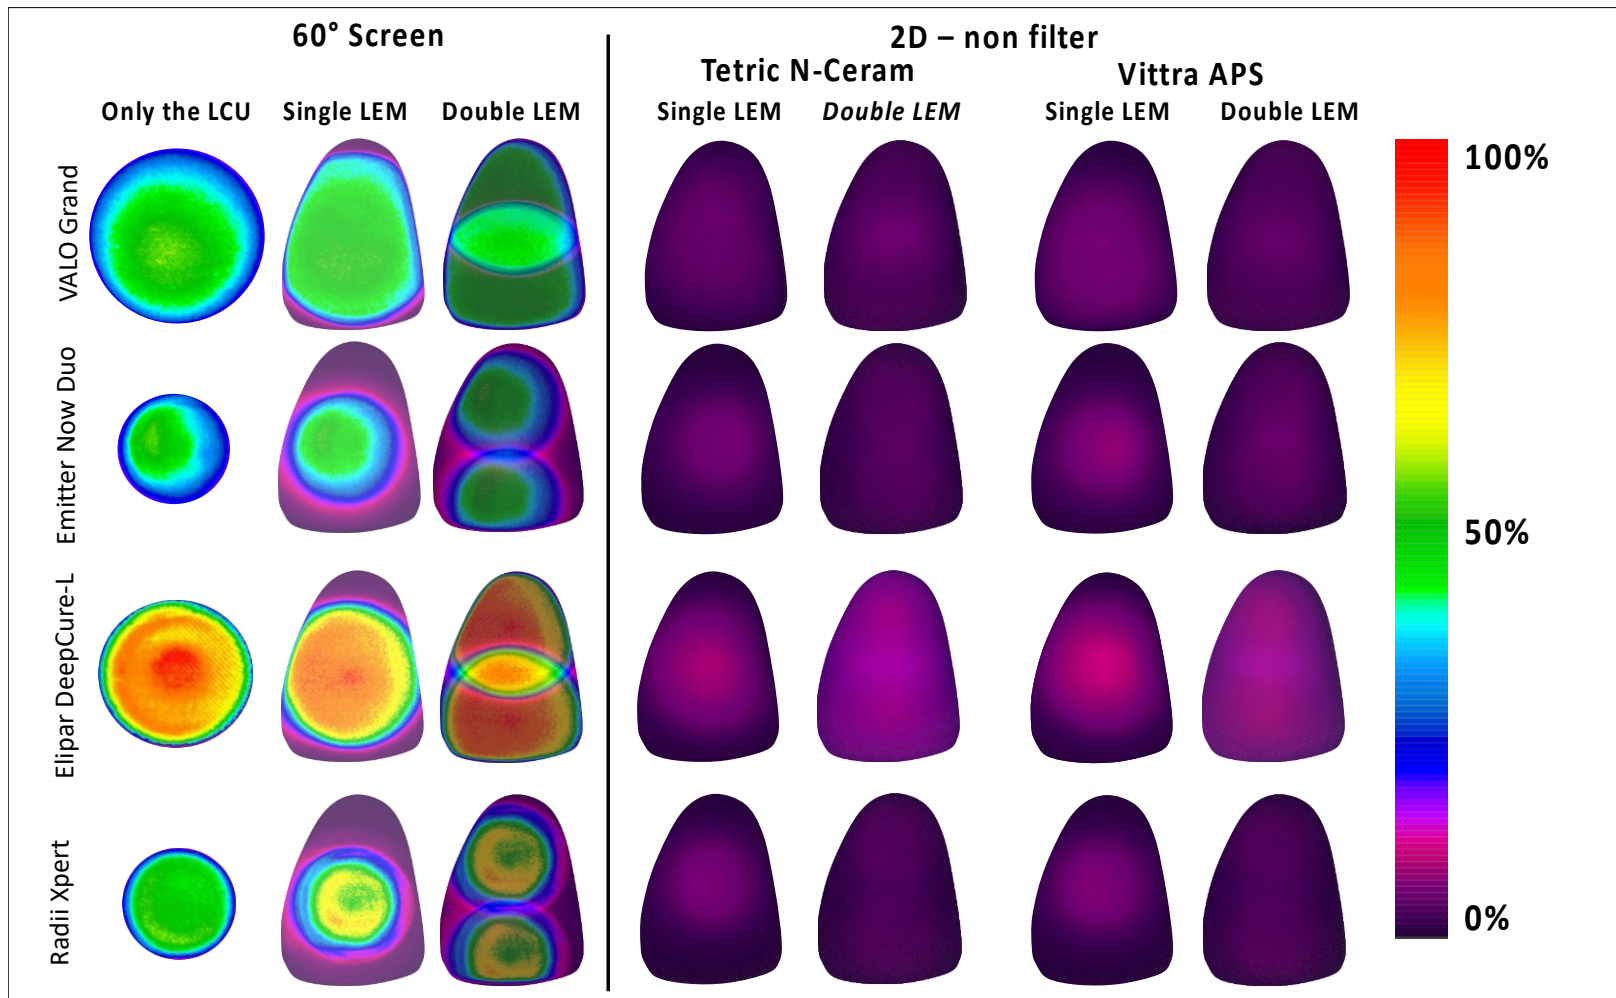 60° Screen
2D – non filter
Tetric N-Ceram
Vittra APS
Only the LCU
Single LEM
Double LEM
Single LEM
Double LEM
Single LEM
Double LEM
VALO Grand
Emitter Now Duo
Elipar DeepCure-L
Radii Xpert
100%
50%
0%